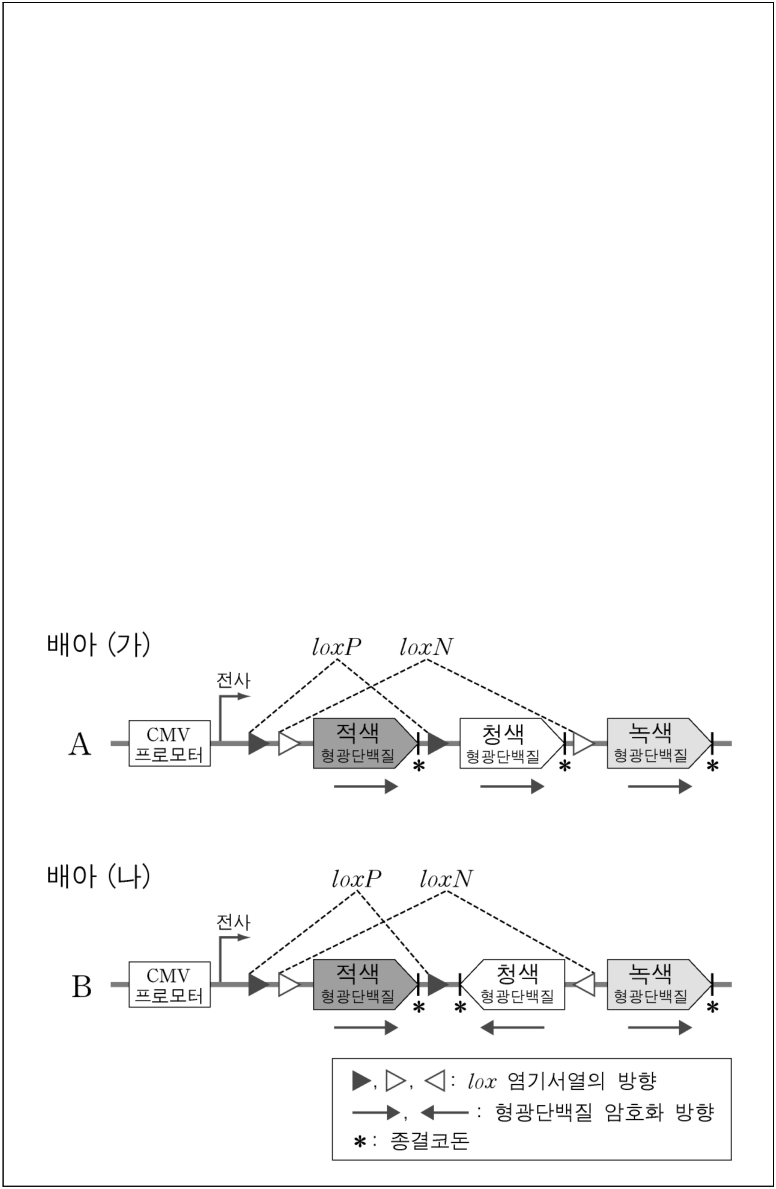 배아 (가)
loxP loxN
전사
A
CMV
프로모터
적색
형광단백질
*
청색
형광단백질
*
녹색
형광단백질
*
배아 (나)
loxP loxN
전사
B
CMV
프로모터
적색
형광단백질
*
*
청색
형광단백질
녹색
형광단백질
*
: lox 염기서열의 방향
: 형광단백질 암호화 방향
*: 종결코돈